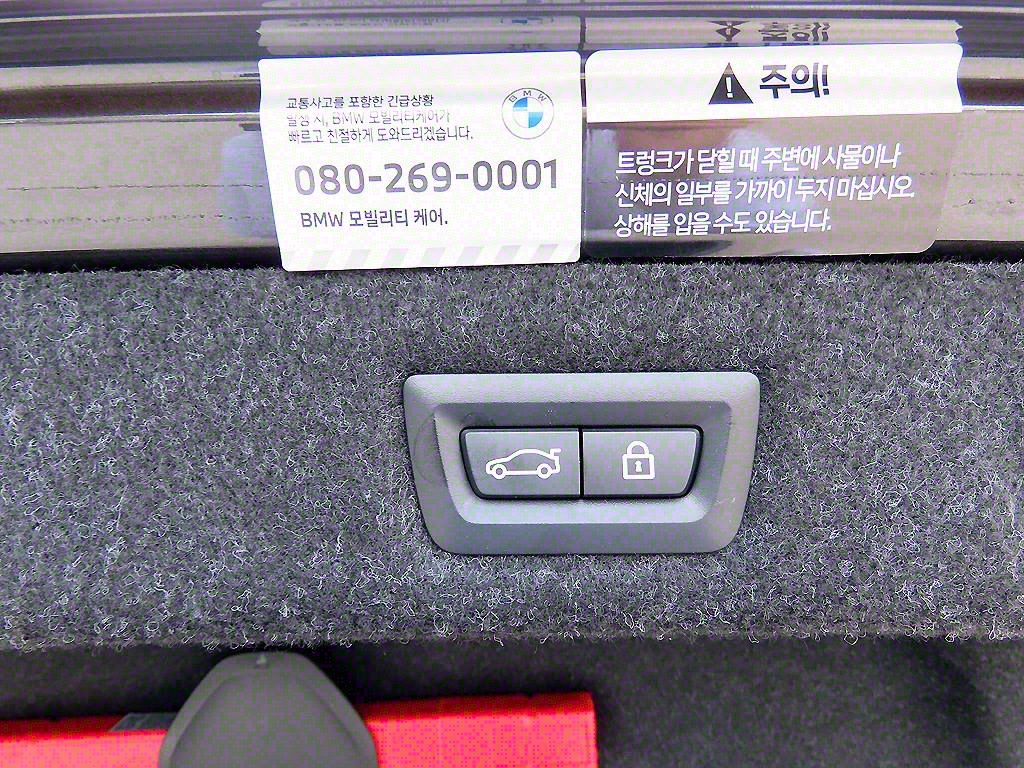 교통사고를 포함한 긴급상황
발생 시, BMW 모빌리티케어가
빠르고 친절하게 도와드리겠습니다.
BMW
080-269-0001
BMW 모빌리티 케어.
주의!
트렁크가 닫힐 때 주변에 사물이나
신체의 일부를 가까이 두지 마십시오.
상해를 입을 수도 있습니다.